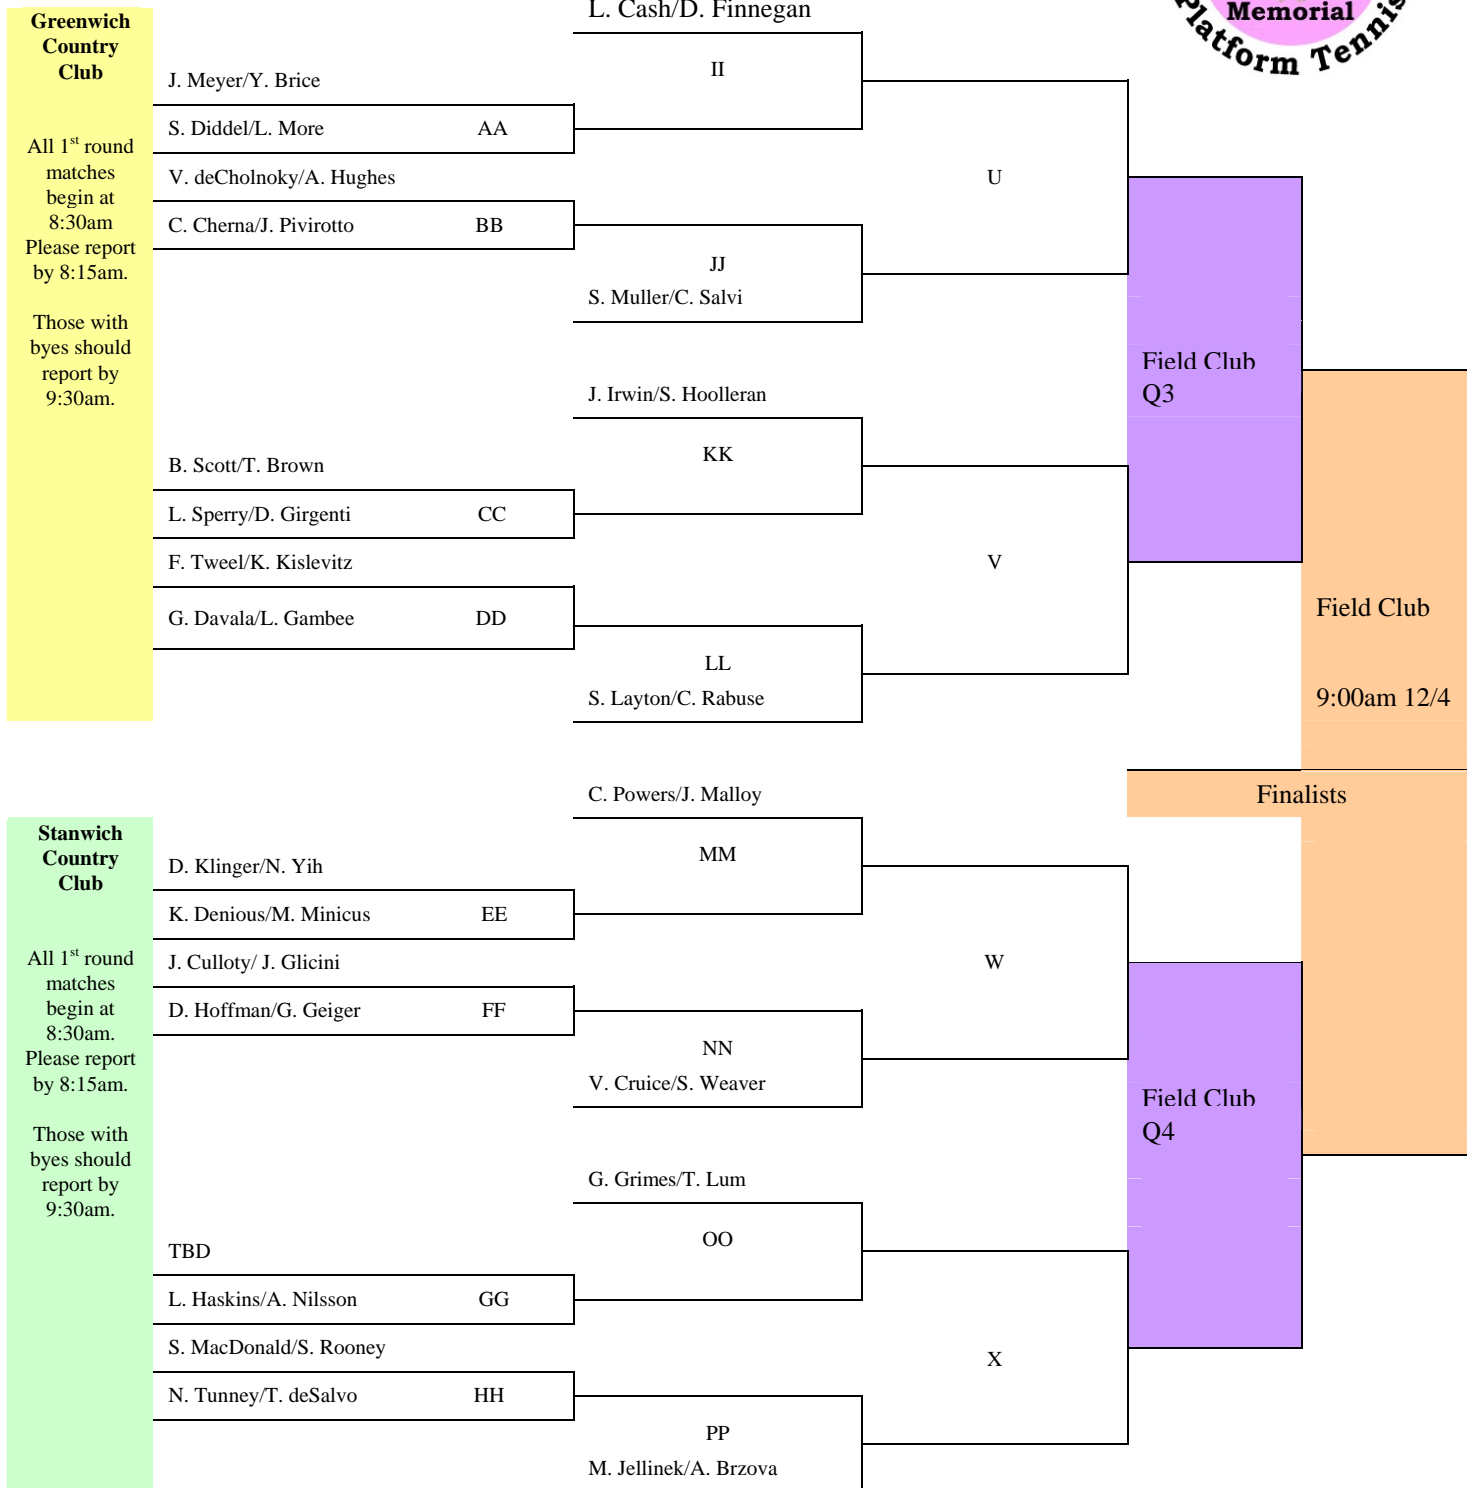 L. Cash/D. Finnegan
Memorial
Platform Tennis
Greenwich
Country
Club
All 1st round
matches
begin at
8:30am
Please report
by 8:15am.
Those with
byes should
report by
9:30am.
J. Meyer/Y. Brice
II
S. Diddel/L. More AA
V. deCholnoky/A. Hughes
U
C. Cherna/J. Pivirotto BB
JJ
S. Muller/C. Salvi
Field Club
Q3
J. Irwin/S. Hoolleran
KK
B. Scott/T. Brown
L. Sperry/D. Girgenti CC
F. Tweel/K. Kislevitz
V
G. Davala/L. Gambee DD
Field Club
LL
S. Layton/C. Rabuse
9:00am 12/4
C. Powers/J. Malloy
Finalists
Stanwich
Country
Club
All 1st round
matches
begin at
8:30am.
Please report
by 8:15am.
Those with
byes should
report by
9:30am.
MM
D. Klinger/N. Yih
K. Denious/M. Minicus EE
J. Culloty/ J. Glicini
W
D. Hoffman/G. Geiger FF
NN
V. Cruice/S. Weaver
Field Club
Q4
G. Grimes/T. Lum
OO
TBD
L. Haskins/A. Nilsson GG
S. MacDonald/S. Rooney
X
N. Tunney/T. deSalvo HH
PP
M. Jellinek/A. Brzova